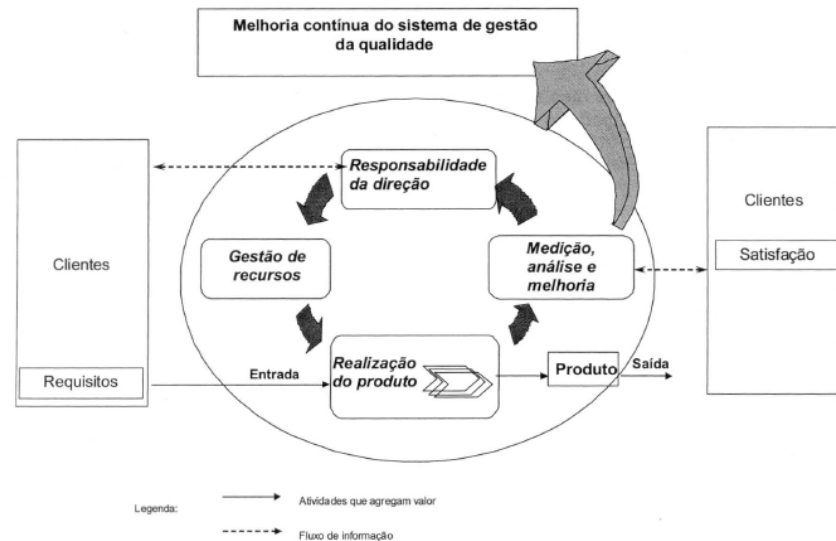 Melhoria contínua do sistema de gestão
da qualidade
Responsabilidade
da direção
Clientes
Clientes
Satisfação
Gestão de
recursos
Medição,
análise e
melhoria
Requisitos
Entrada
Realização
do produto
Produto
Saída
Legenda:
Atividades que agregam valor
Fluxo de informação